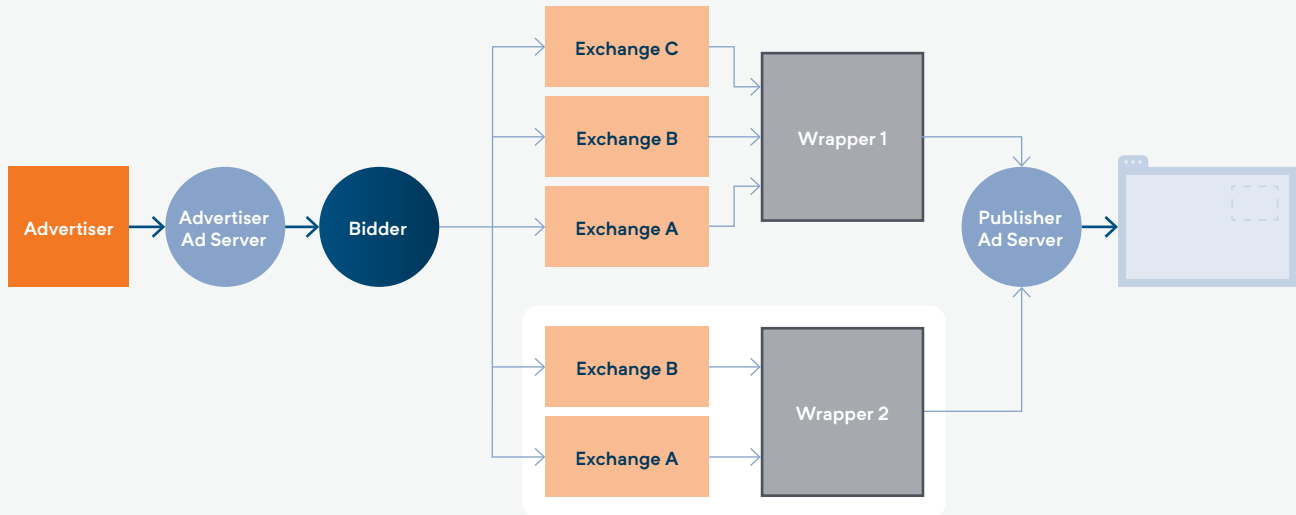 Advertiser
Advertiser
Ad Server
Bidder
Exchange C
Exchange B
Exchange A
Wrapper 1
Exchange B
Exchange A
Wrapper 2
Publisher
Ad Server